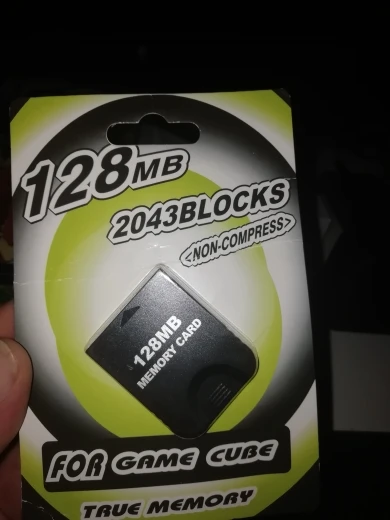 128MB
2043BLOCKS
<NON-COMPRESS>
128MB
MEMORY CARD
FOR GAME CUBE
TRUE MEMORY